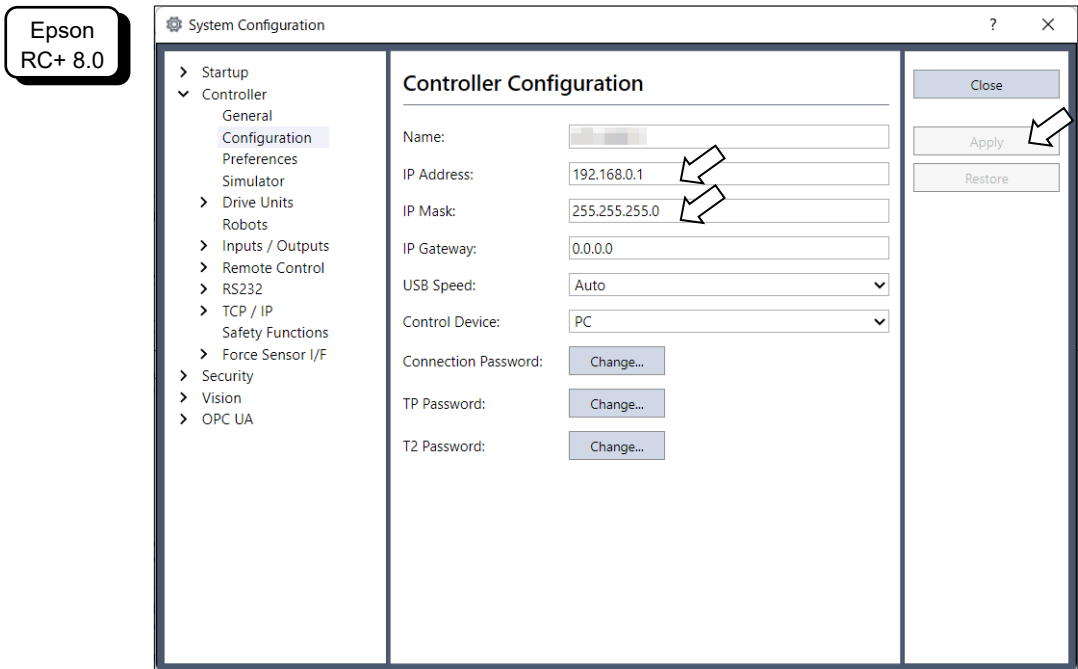 Epson
RC+ 8.0
System Configuration
?
Startup
Controller
General
Configuration
Preferences
Simulator
Drive Units
Robots
Inputs / Outputs
Remote Control
RS232
TCP / IP
Safety Functions
Force Sensor I/F
Security
Vision
OPC UA
Controller Configuration
Name:
IP Address: 192.168.0.1
IP Mask: 255.255.255.0
IP Gateway: 0.0.0.0
USB Speed: Auto
Control Device: PC
Connection Password: Change...
TP Password: Change...
T2 Password: Change...
Close
Apply
Restore